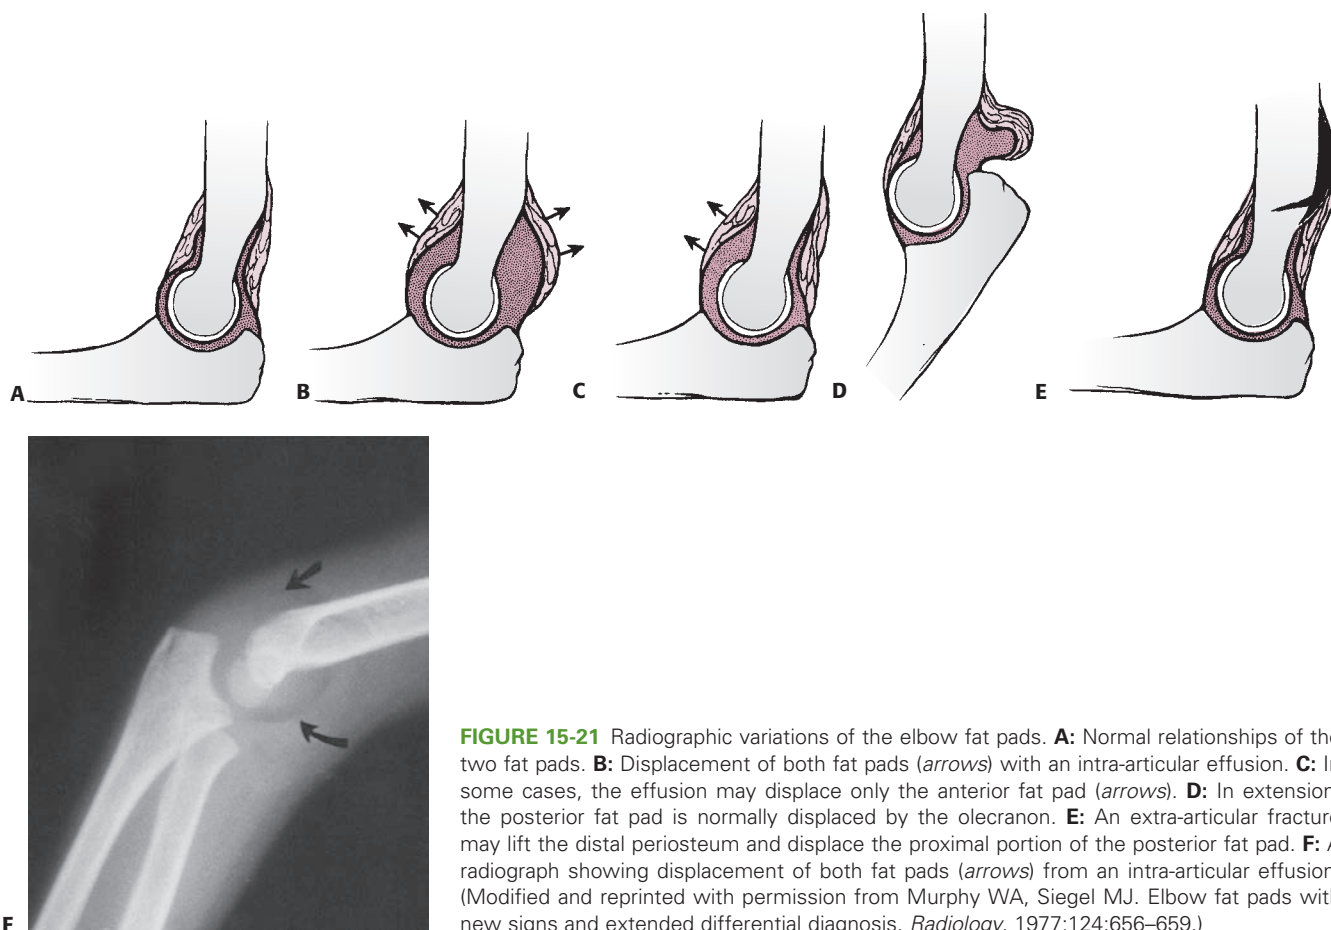 A
B
C
D
E
F
FIGURE 15-21 Radiographic variations of the elbow fat pads. A: Normal relationships of the
two fat pads. B: Displacement of both fat pads (arrows) with an intra-articular effusion. C: In
some cases, the effusion may displace only the anterior fat pad (arrows). D: In extension
the posterior fat pad is normally displaced by the olecranon. E: An extra-articular fracture
may lift the distal periosteum and displace the proximal portion of the posterior fat pad. F: A
radiograph showing displacement of both fat pads (arrows) from an intra-articular effusion
(Modified and reprinted with permission from Murphy WA, Siegel MJ. Elbow fat pads with
new signs and extended differential diagnosis. Radiology. 1977;124:656–659.)